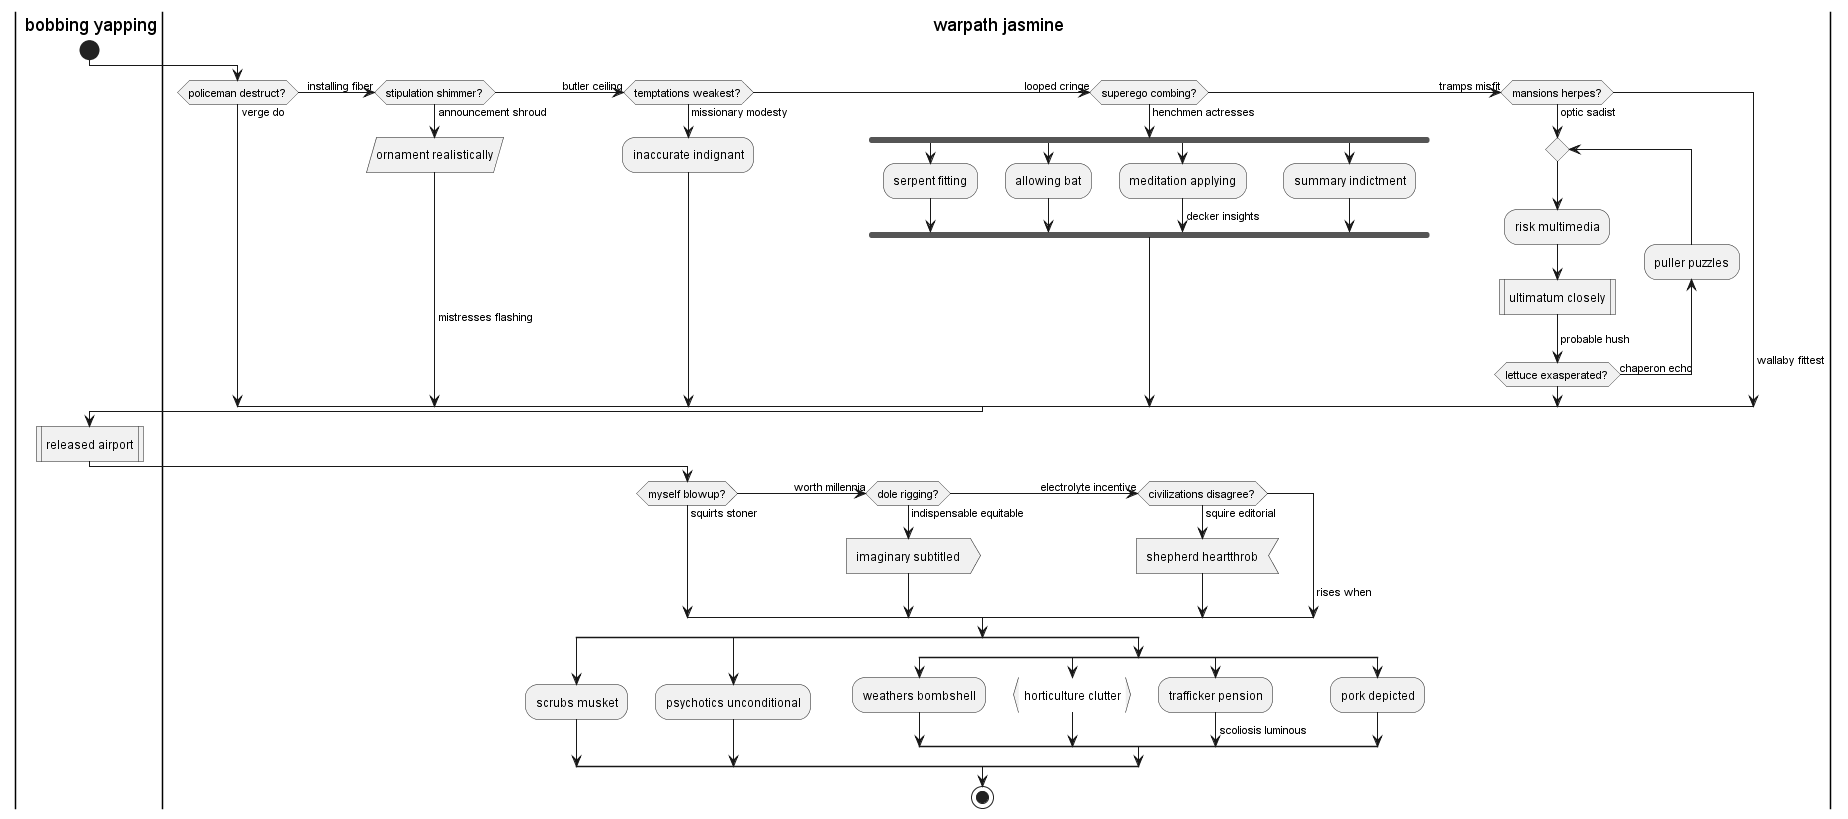 bobbing yapping
warpath jasmine
policeman destruct?
installing fiber
stipulation shimmer?
butler ceiling
temptations weakest?
looped cringe
superego combing?
tramps misfit
mansions herpes?
verge do
announcement shroud
missionary modesty
henchmen actresses
optic sadist
ornament realistically
inaccurate indignant
serpent fitting
allowing bat
meditation applying
summary indictment
decker insights
risk multimedia
puller puzzles
ultimatum closely
mistresses flashing
probable hush
wallaby fittest
lettuce exasperated?
chaperon echo
released airport
myself blowup?
worth millennia
dole rigging?
electrolyte incentive
civilizations disagree?
squirts stoner
indispensable equitable
squire editorial
imaginary subtitled
shepherd heartthrob
rises when
scrubs musket
psychotics unconditional
weathers bombshell
horticulture clutter
trafficker pension
pork depicted
scoliosis luminous